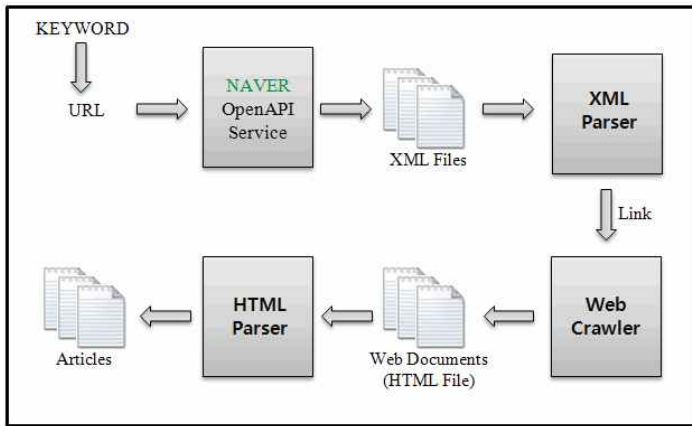 KEYWORD
URL
NAVER
OpenAPI
Service
XML Files
XML
Parser
Link
Web
Crawler
Web Documents
(HTML File)
HTML
Parser
Articles